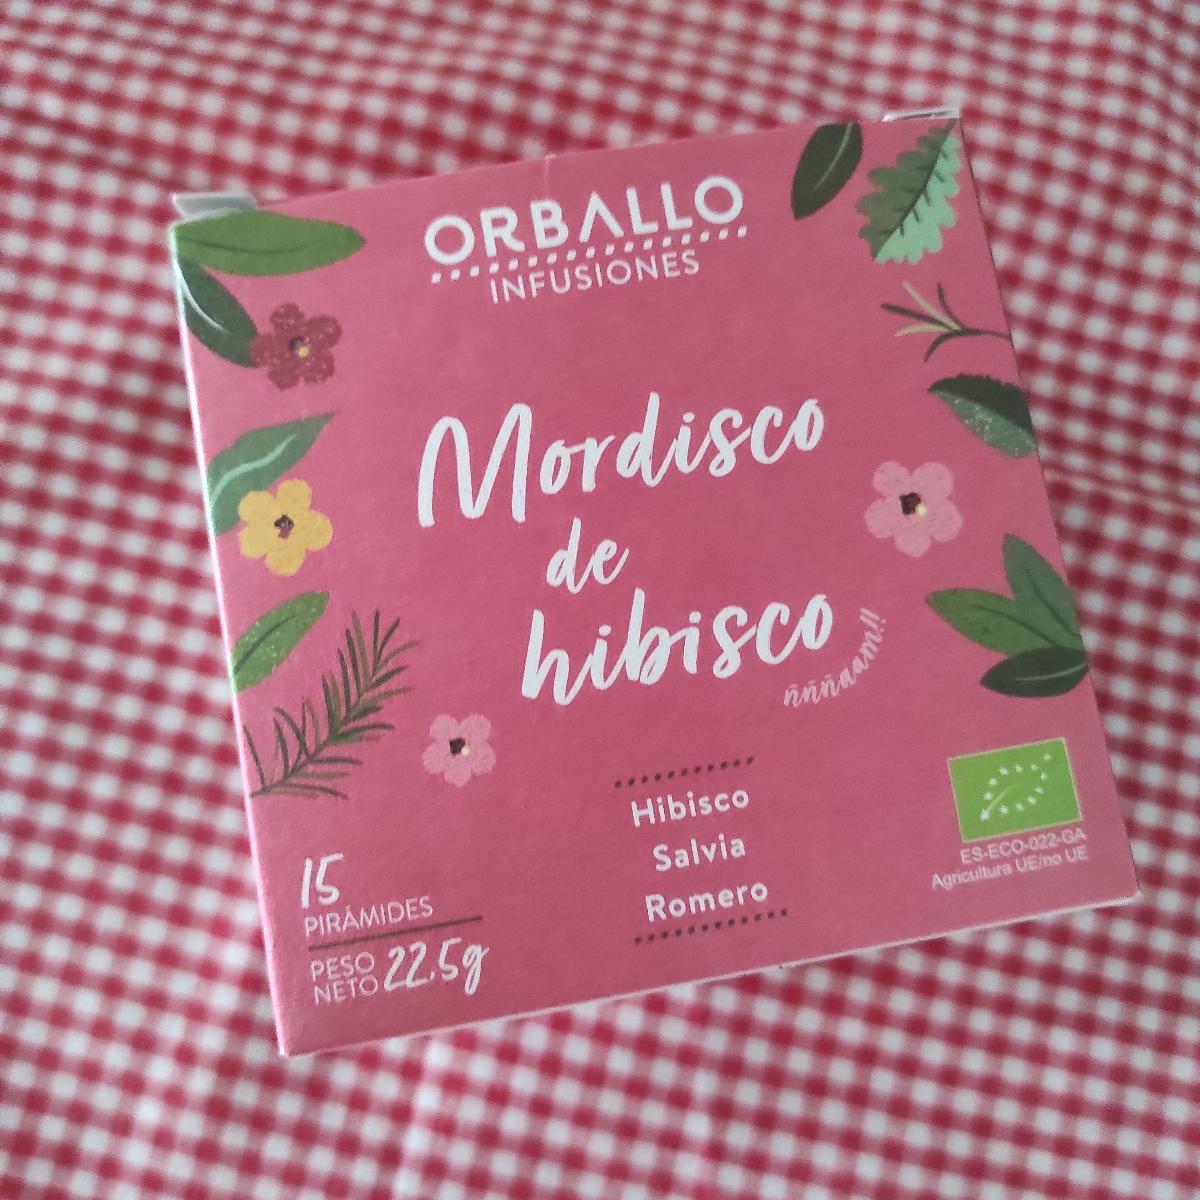 ORBALLO
INFUSIONES
Mordisco
de
hibisco
ñññaaam!!
Hibisco
Salvia
Romero
15
PIRÁMIDES
PESO
NETO 22,5g
ES-ECO-022-GA
Agricultura UE/no UE